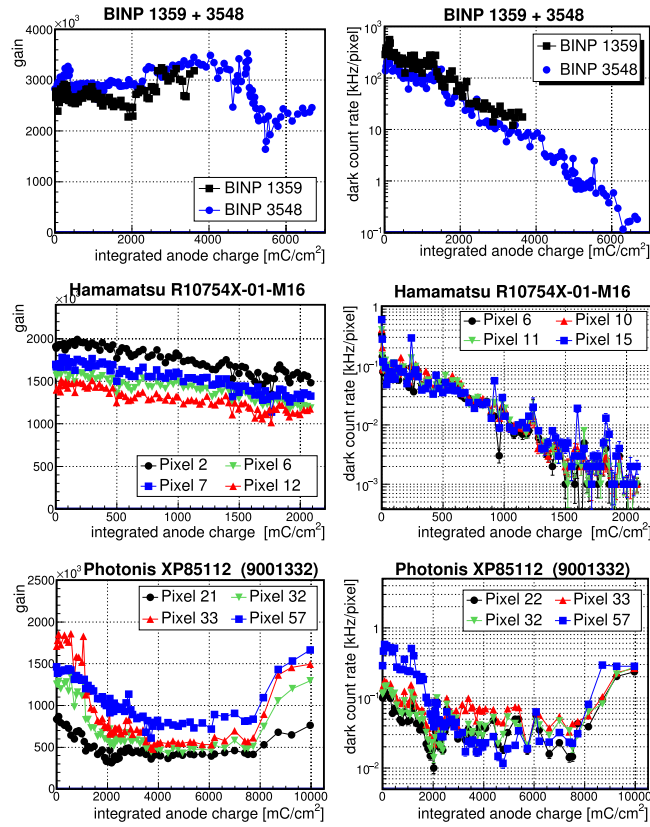 BINP 1359 + 3548
×10³
gain
4000
3000
2000
1000
0
BINP 1359
BINP 3548
0 2000 4000 6000
integrated anode charge [mC/cm²]
BINP 1359 + 3548
dark count rate [kHz/pixel]
10³
10²
10
1
10⁻¹
BINP 1359
BINP 3548
0 2000 4000 6000
integrated anode charge [mC/cm²]
Hamamatsu R10754X-01-M16
×10³
gain
2000
1500
1000
500
0
Pixel 2 Pixel 6
Pixel 7 Pixel 12
0 500 1000 1500 2000
integrated anode charge [mC/cm²]
Hamamatsu R10754X-01-M16
dark count rate [kHz/pixel]
1
10⁻¹
10⁻²
10⁻³
Pixel 6 Pixel 10
Pixel 11 Pixel 15
0 500 1000 1500 2000
integrated anode charge [mC/cm²]
Photonis XP85112 (9001332)
×10³
gain
2500
2000
1500
1000
500
0
Pixel 21 Pixel 32
Pixel 33 Pixel 57
0 2000 4000 6000 8000 10000
integrated anode charge [mC/cm²]
Photonis XP85112 (9001332)
dark count rate [kHz/pixel]
1
10⁻¹
10⁻²
Pixel 22 Pixel 33
Pixel 32 Pixel 57
0 2000 4000 6000 8000 10000
integrated anode charge [mC/cm²]